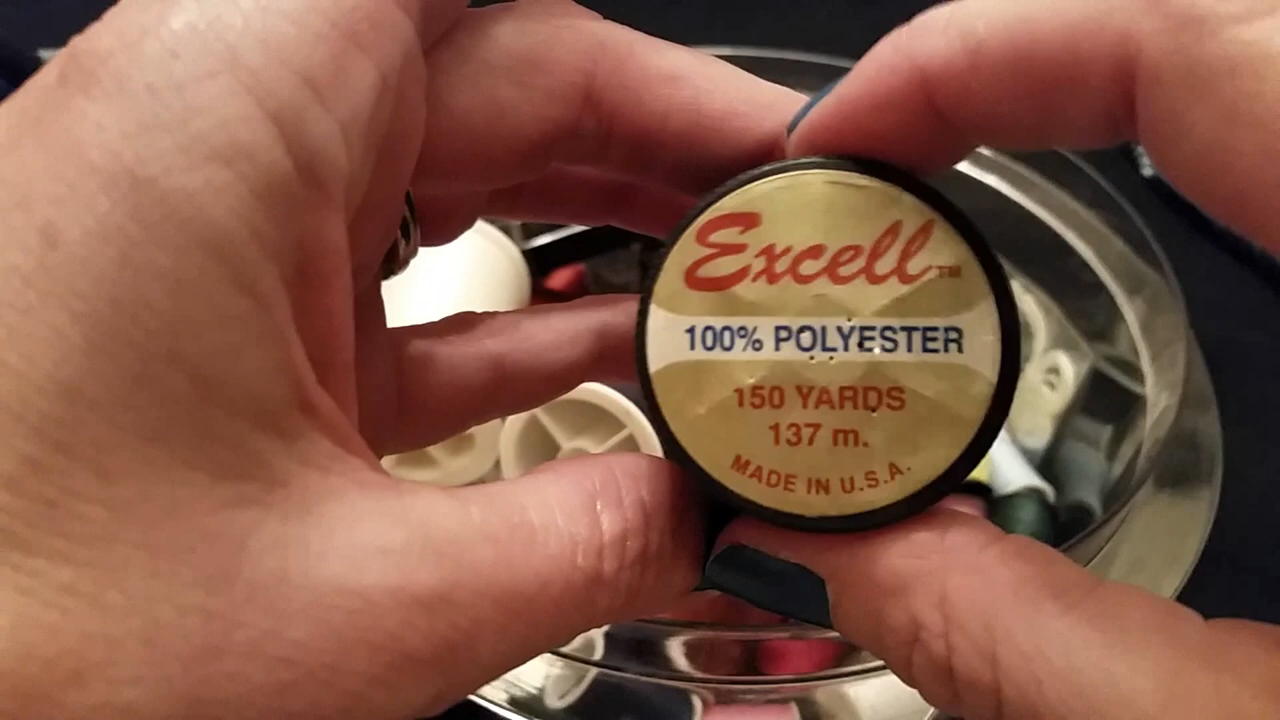 Excell™
100% POLYESTER
150 YARDS
137 m.
MADE IN U.S.A.